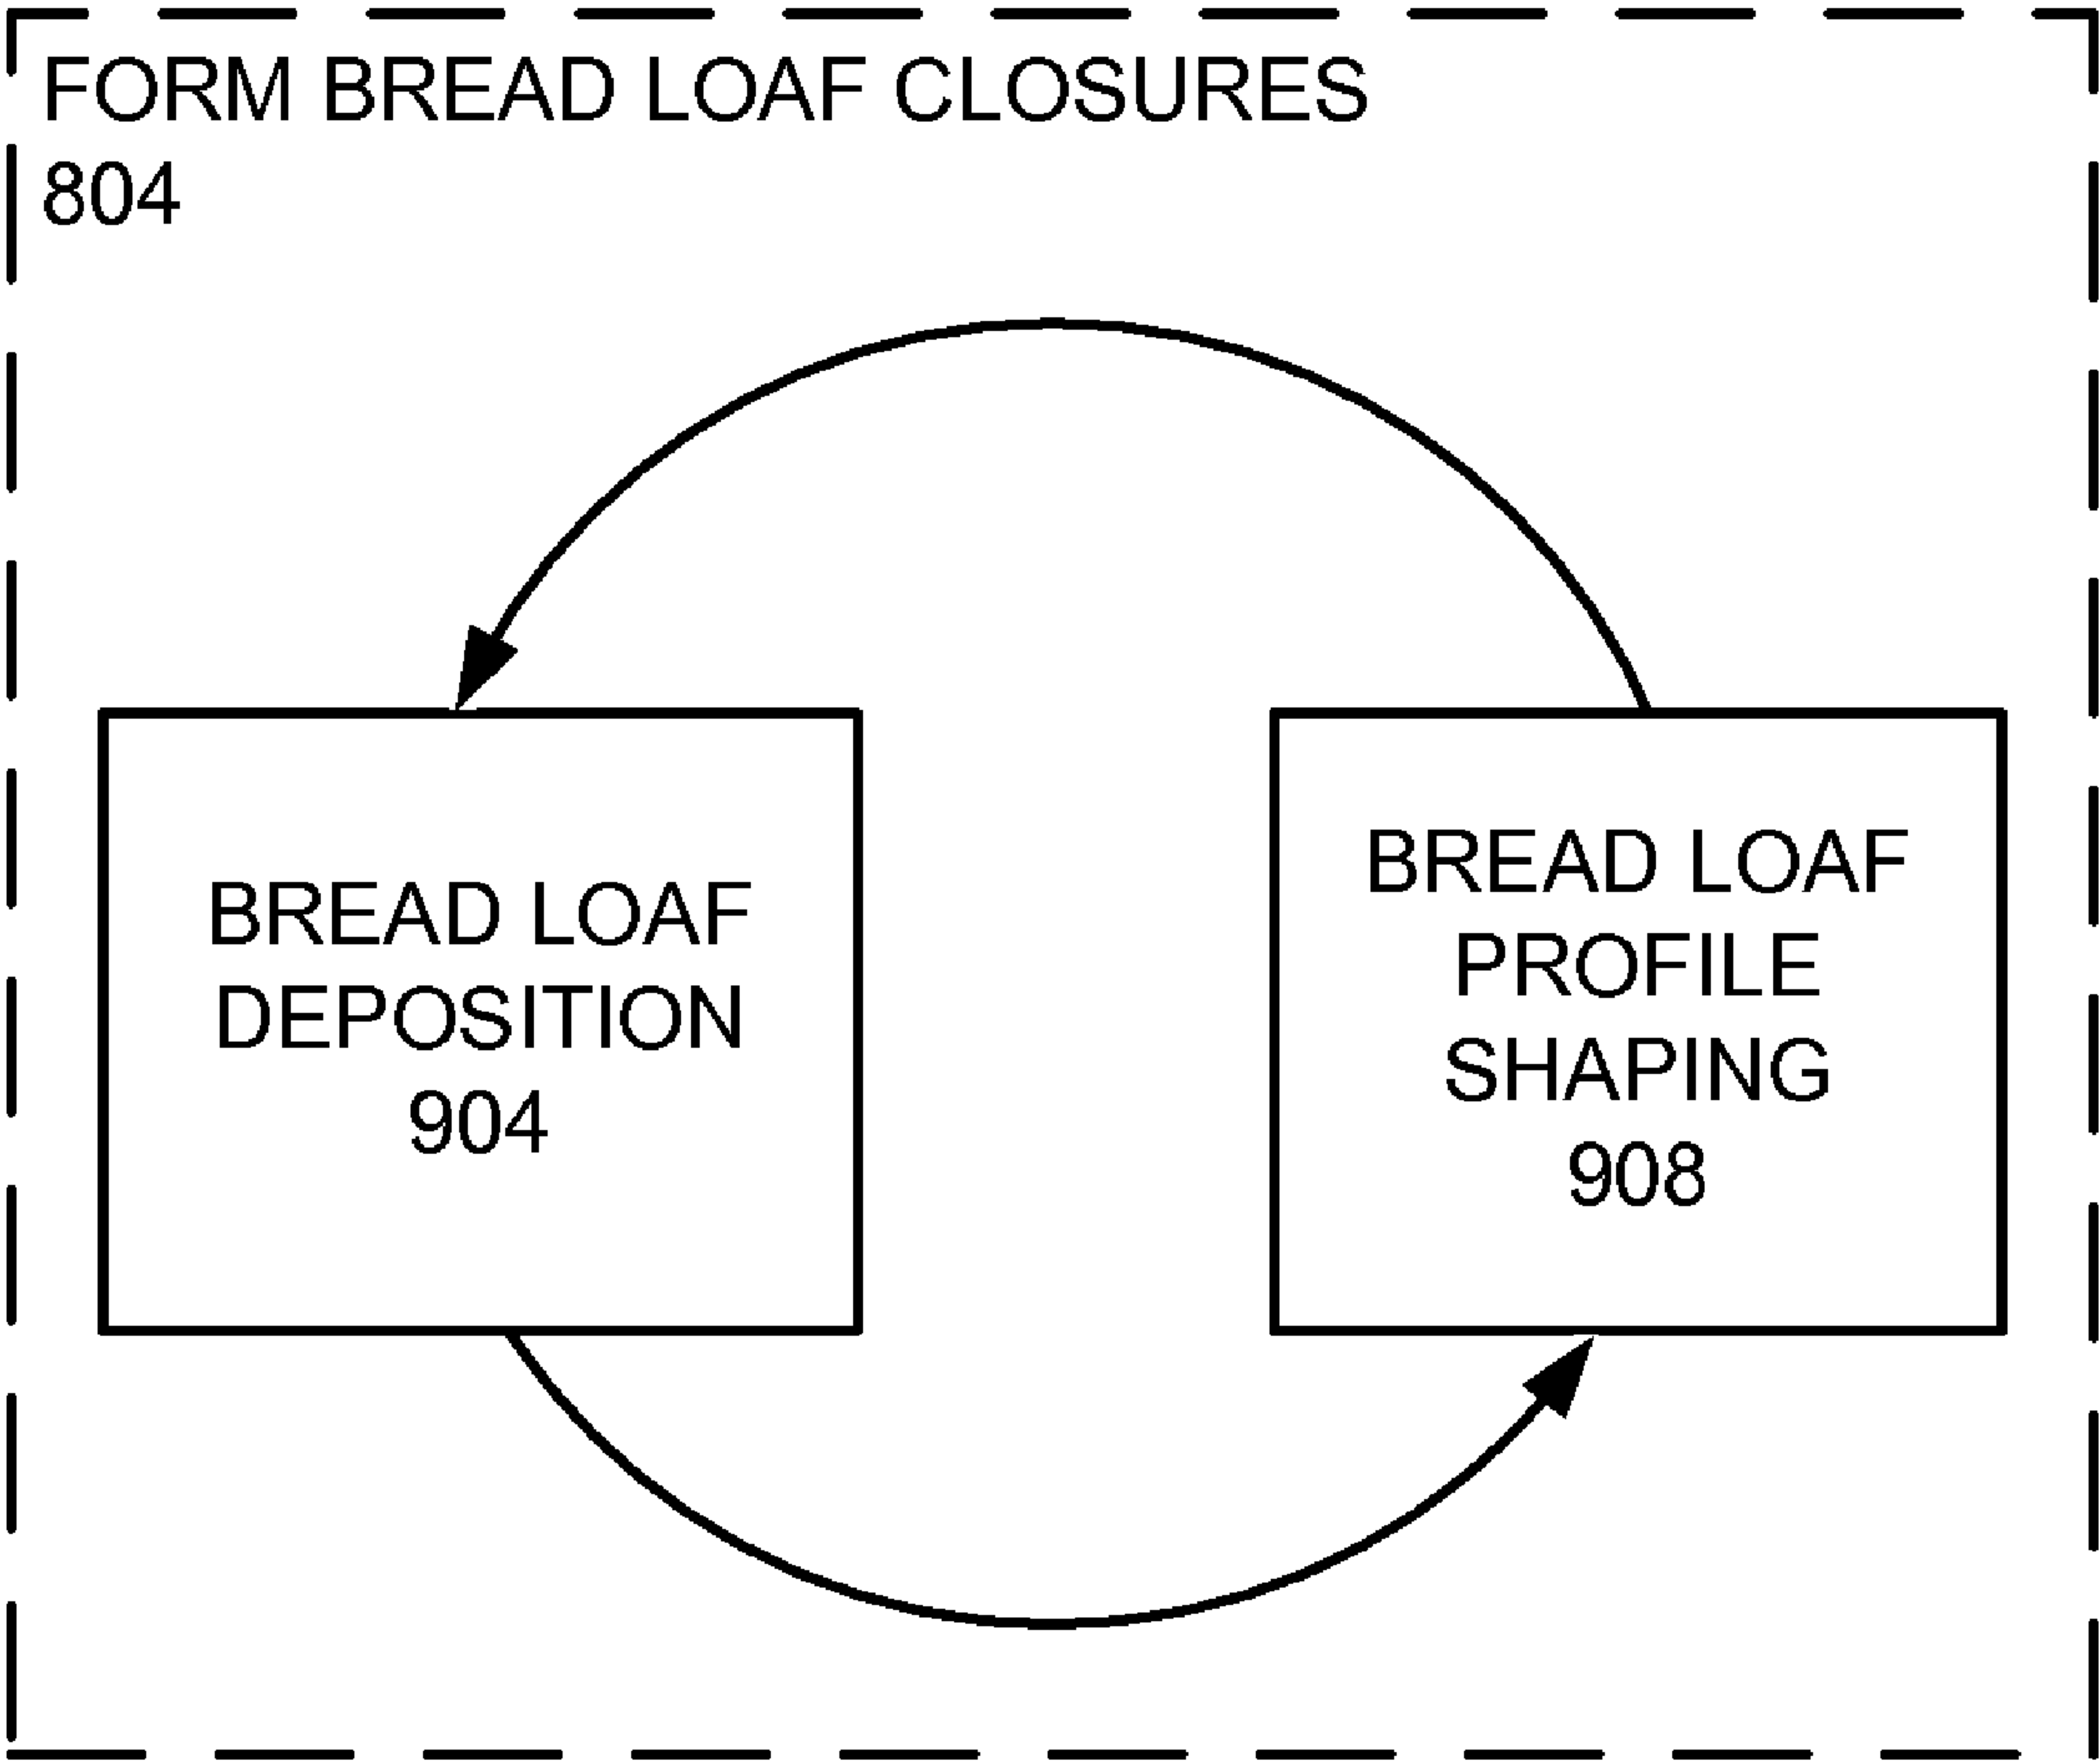 FORM BREAD LOAF CLOSURES
804
BREAD LOAF
DEPOSITION
904
BREAD LOAF
PROFILE
SHAPING
908